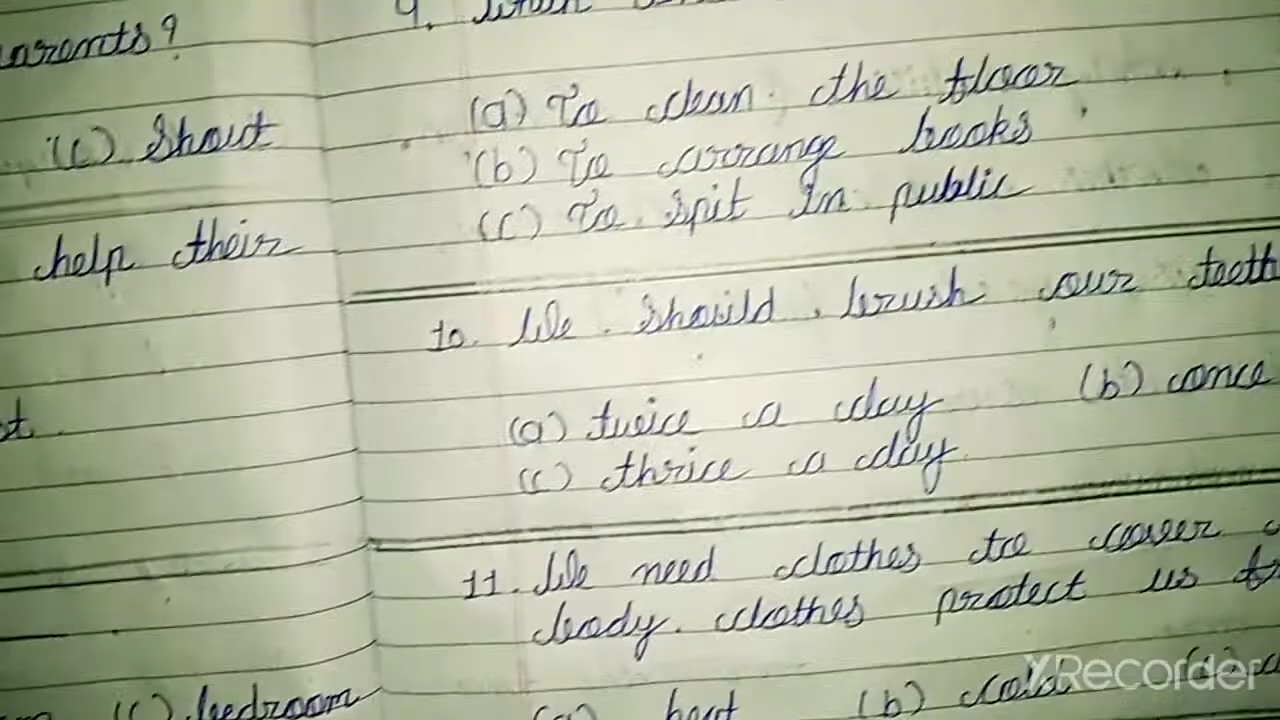 arents?
(c) Shout
help their
(c) bedroom
9. Which
(a) To clean the floor
(b) To arrange books
(c) To spit in public
10. We should brush our teeth
(a) twice a day (b) once
(c) thrice a day
11. We need clothes to cover
body. clothes protect us
(a) heat (b) cold (c)
XRecorder